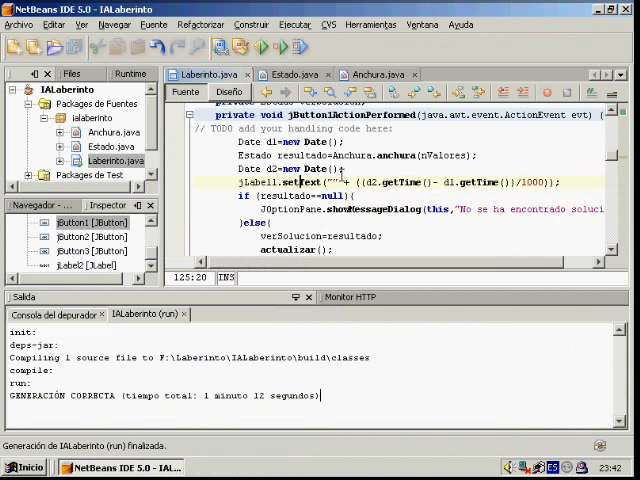 NetBeans IDE 5.0 - IALaberinto
Archivo Editar Ver Navegar Fuente Refactorizar Construir Ejecutar CVS Herramientas Ventana Ayuda
Files Runtime
IALaberinto
Packages de Fuentes
ialaberinto
Anchura.java
Estado.java
Laberinto.java
Packages de Pruebas
Navegador - ...
jButton1 [JButton]
jButton2 [JButton]
jButton3 [JButton]
jLabel2 [JLabel]
Laberinto.java Estado.java Anchura.java
Fuente Diseño
private void jButton1ActionPerformed(java.awt.event.ActionEvent evt) {
// TODO add your handling code here:
Date d1=new Date();
Estado resultado=Anchura.anchura(nValores);
Date d2=new Date();
jLabel1.setText(""+ ((d2.getTime()- d1.getTime())/1000));
if (resultado==null){
JOptionPane.showMessageDialog(this,"No se ha encontrado soluci
}else{
verSolucion=resultado;
actualizar();
125:20 INS
Salida Monitor HTTP
Consola del depurador IALaberinto (run)
init:
deps-jar:
Compiling 1 source file to F:\Laberinto\IALaberinto\build\classes
compile:
run:
GENERACIÓN CORRECTA (tiempo total: 1 minuto 12 segundos)
Generación de IALaberinto (run) finalizada.
Inicio NetBeans IDE 5.0 - IAL... ES 23:42